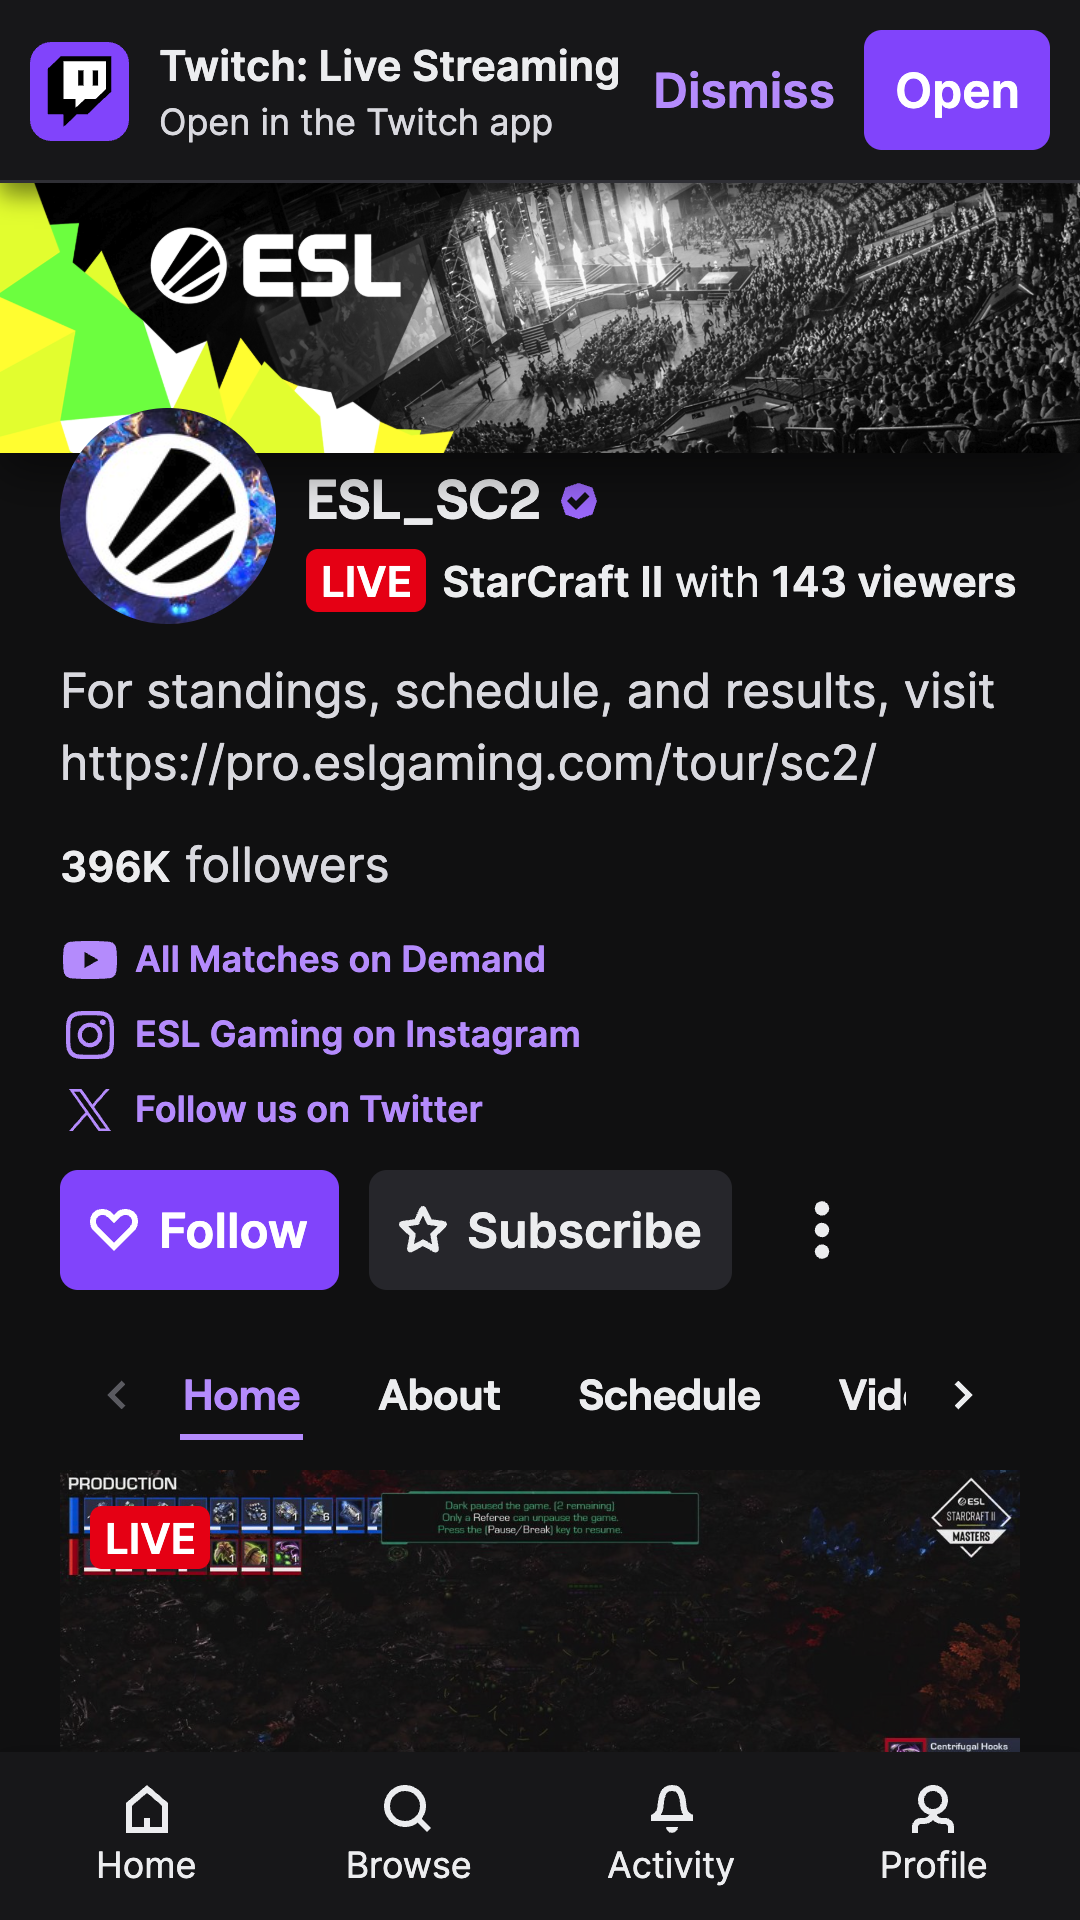 Twitch: Live Streaming
Open in the Twitch app
Dismiss
Open
ESL
ESL_SC2
LIVE StarCraft II with 143 viewers
For standings, schedule, and results, visit
https://pro.eslgaming.com/tour/sc2/
396K followers
All Matches on Demand
ESL Gaming on Instagram
Follow us on Twitter
Follow
Subscribe
Home
About
Schedule
Vid
PRODUCTION
LIVE
Dark paused the game. (2 remaining)
Only a Referee can unpause the game.
Press the (Pause/Break) key to resume.
ESL
STARCRAFT II
MASTERS
Centrifugal Hooks
Home
Browse
Activity
Profile